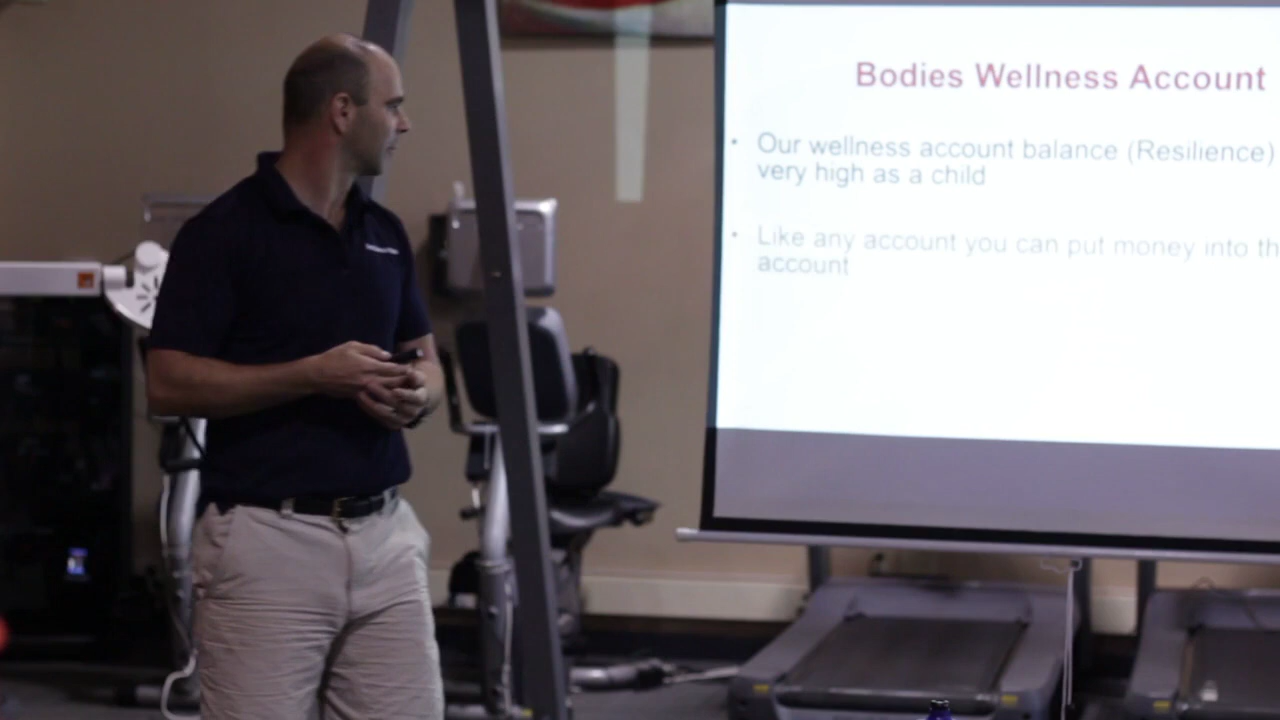 Bodies Wellness Account
• Our wellness account balance (Resilience)
very high as a child
• Like any account you can put money into th
account